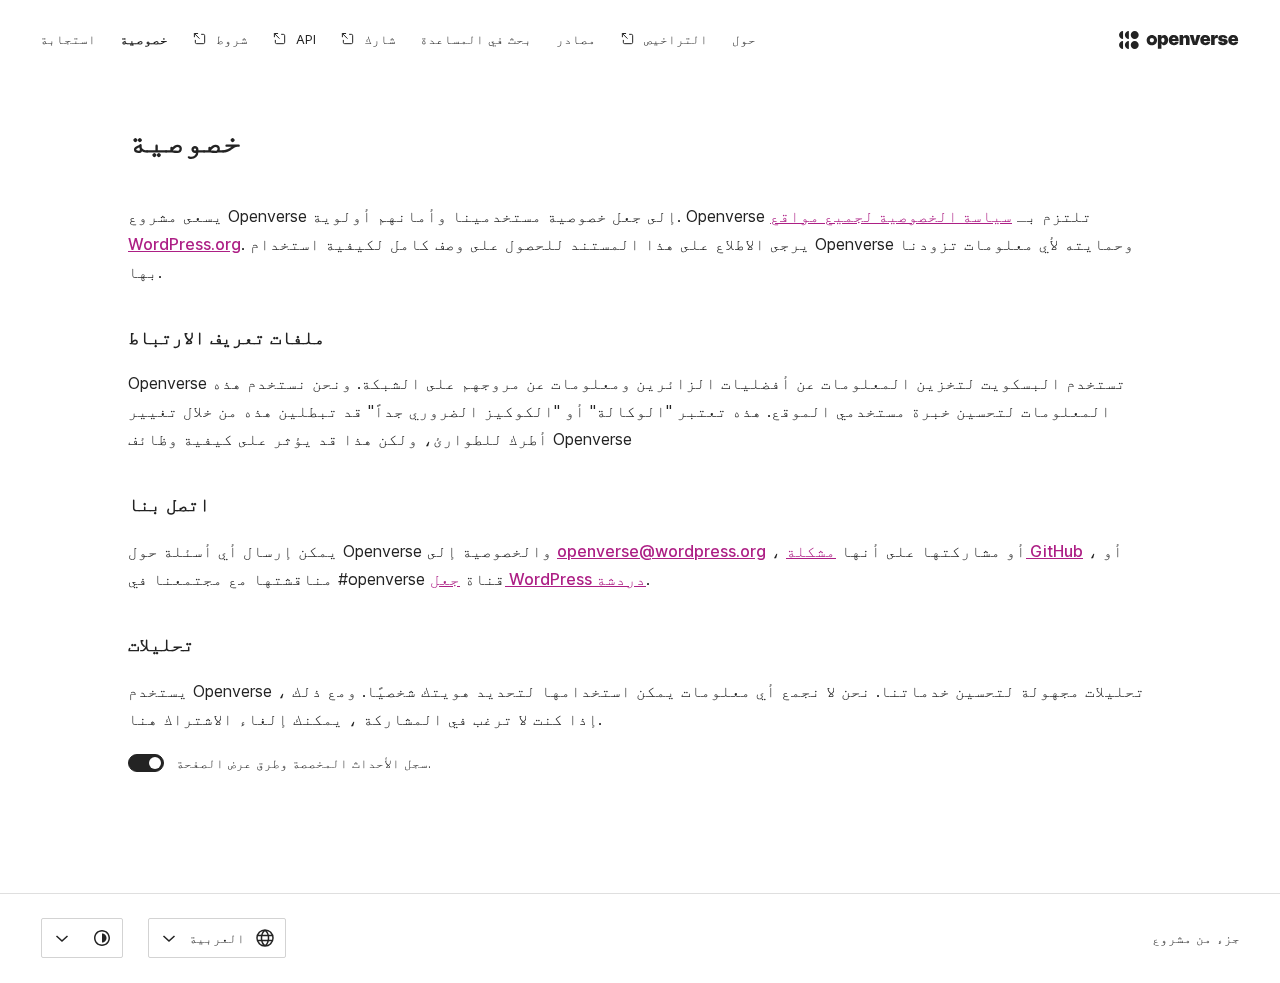 openverse
حول
التراخيص
مصادر
بحث في المساعدة
شارك
API
شروط
خصوصية
استجابة
خصوصية
يسعى مشروع Openverse إلى جعل خصوصية مستخدمينا وأمانهم أولوية. Openverse تلتزم بـ سياسة الخصوصية لجميع مواقع
WordPress.org. يرجى الاطلاع على هذا المستند للحصول على وصف كامل لكيفية استخدام Openverse وحمايته لأي معلومات تزودنا
بها.
ملفات تعريف الارتباط
Openverse تستخدم البسكويت لتخزين المعلومات عن أفضليات الزائرين ومعلومات عن مروجهم على الشبكة. ونحن نستخدم هذه
المعلومات لتحسين خبرة مستخدمي الموقع. هذه تعتبر "الوكالة" أو "الكوكيز الضروري جداً" قد تبطلين هذه من خلال تغيير
أطرك للطوارئ، ولكن هذا قد يؤثر على كيفية وظائف Openverse
اتصل بنا
يمكن إرسال أي أسئلة حول Openverse والخصوصية إلى openverse@wordpress.org ، أو مشاركتها على أنها مشكلة GitHub ، أو
مناقشتها مع مجتمعنا في #openverse قناة جعل WordPress دردشة.
تحليلات
يستخدم Openverse تحليلات مجهولة لتحسين خدماتنا. نحن لا نجمع أي معلومات يمكن استخدامها لتحديد هويتك شخصيًا. ومع ذلك ،
إذا كنت لا ترغب في المشاركة ، يمكنك إلغاء الاشتراك هنا.
سجل الأحداث المخصصة وطرق عرض الصفحة.
جزء من مشروع
العربية